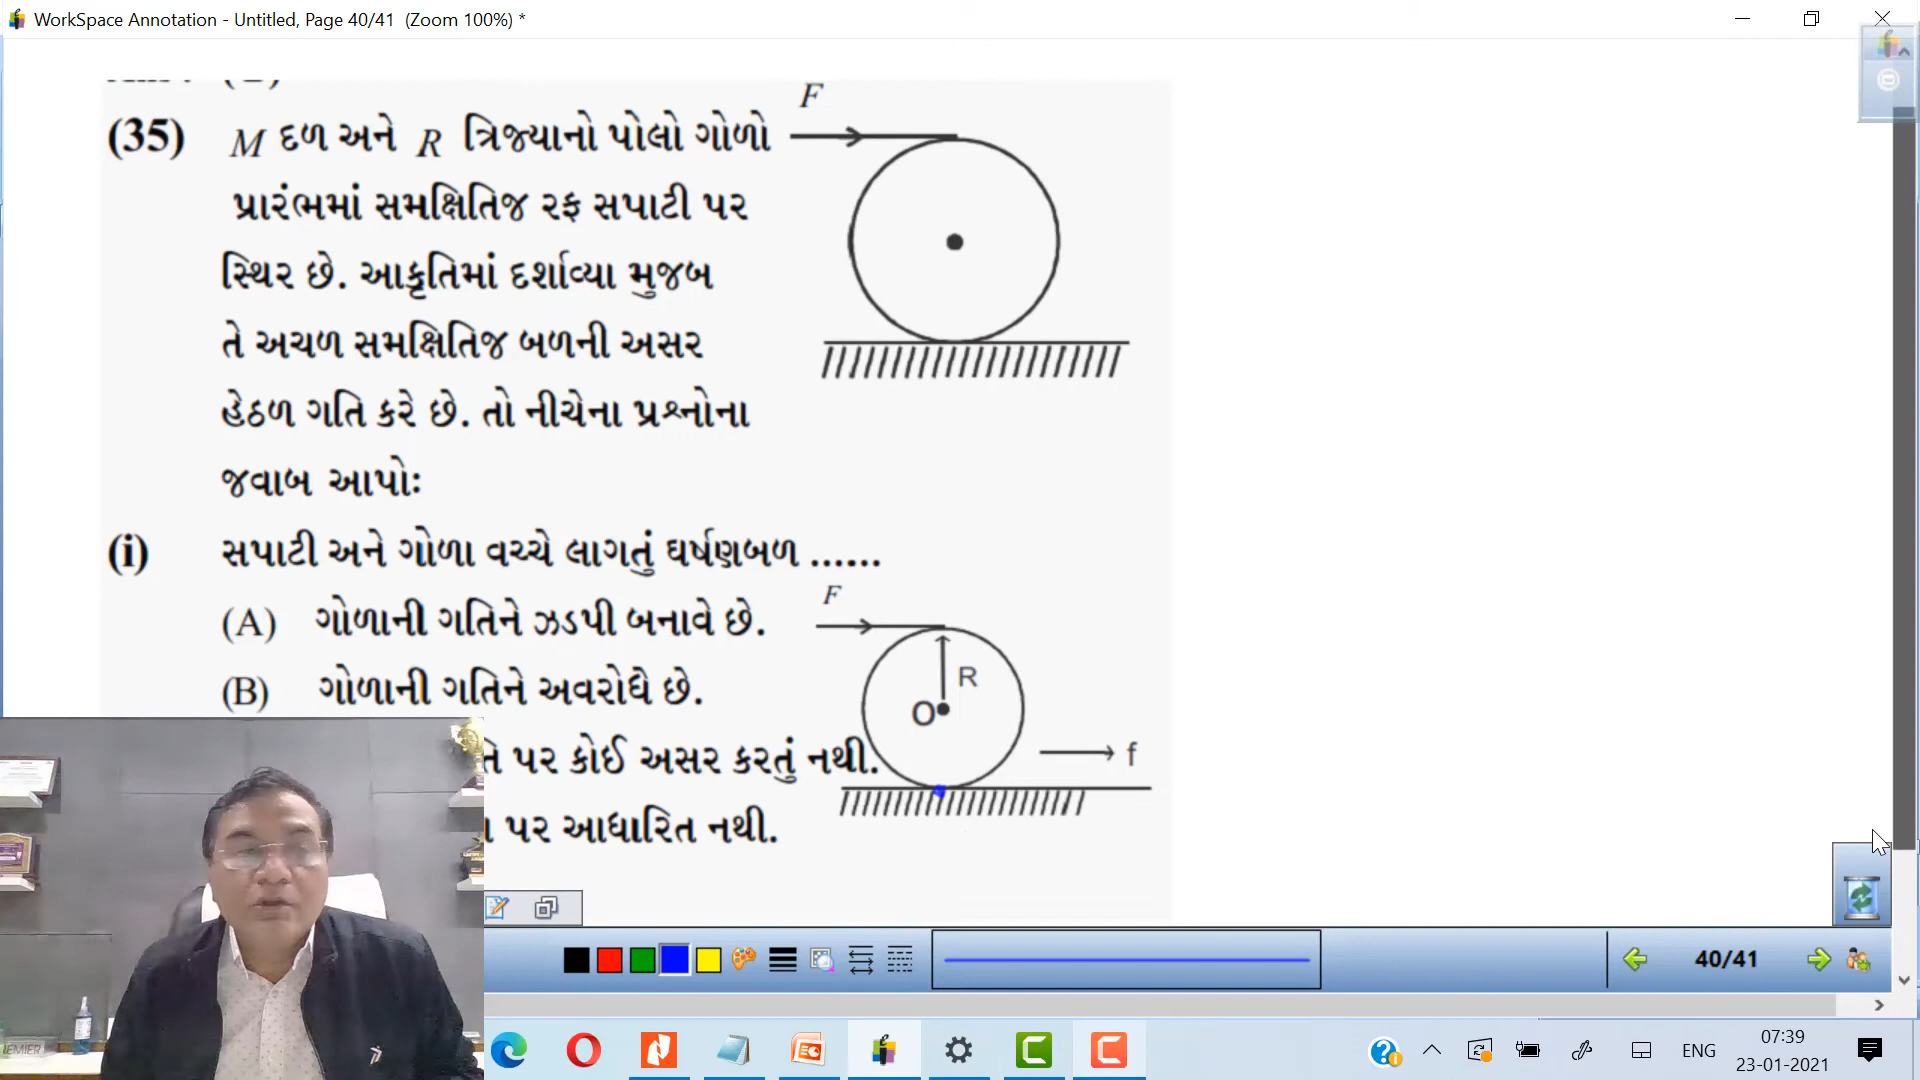 WorkSpace Annotation - Untitled, Page 40/41 (Zoom 100%) *
F
(35) M દળ અને R ત્રિજ્યાનો પોલો ગોળો
પ્રારંભમાં સમક્ષિતિજ રફ સપાટી પર
સ્થિર છે. આકૃતિમાં દર્શાવ્યા મુજબ
તે અચળ સમક્ષિતિજ બળની અસર
હેઠળ ગતિ કરે છે. તો નીચેના પ્રશ્નોના
જવાબ આપોઃ
(i) સપાટી અને ગોળા વચ્ચે લાગતું ઘર્ષણબળ ......
F
(A) ગોળાની ગતિને ઝડપી બનાવે છે.
(B) ગોળાની ગતિને અવરોધે છે.
R
O
પર કોઈ અસર કરતું નથી.
f
પર આધારિત નથી.
40/41
ENG
07:39
23-01-2021